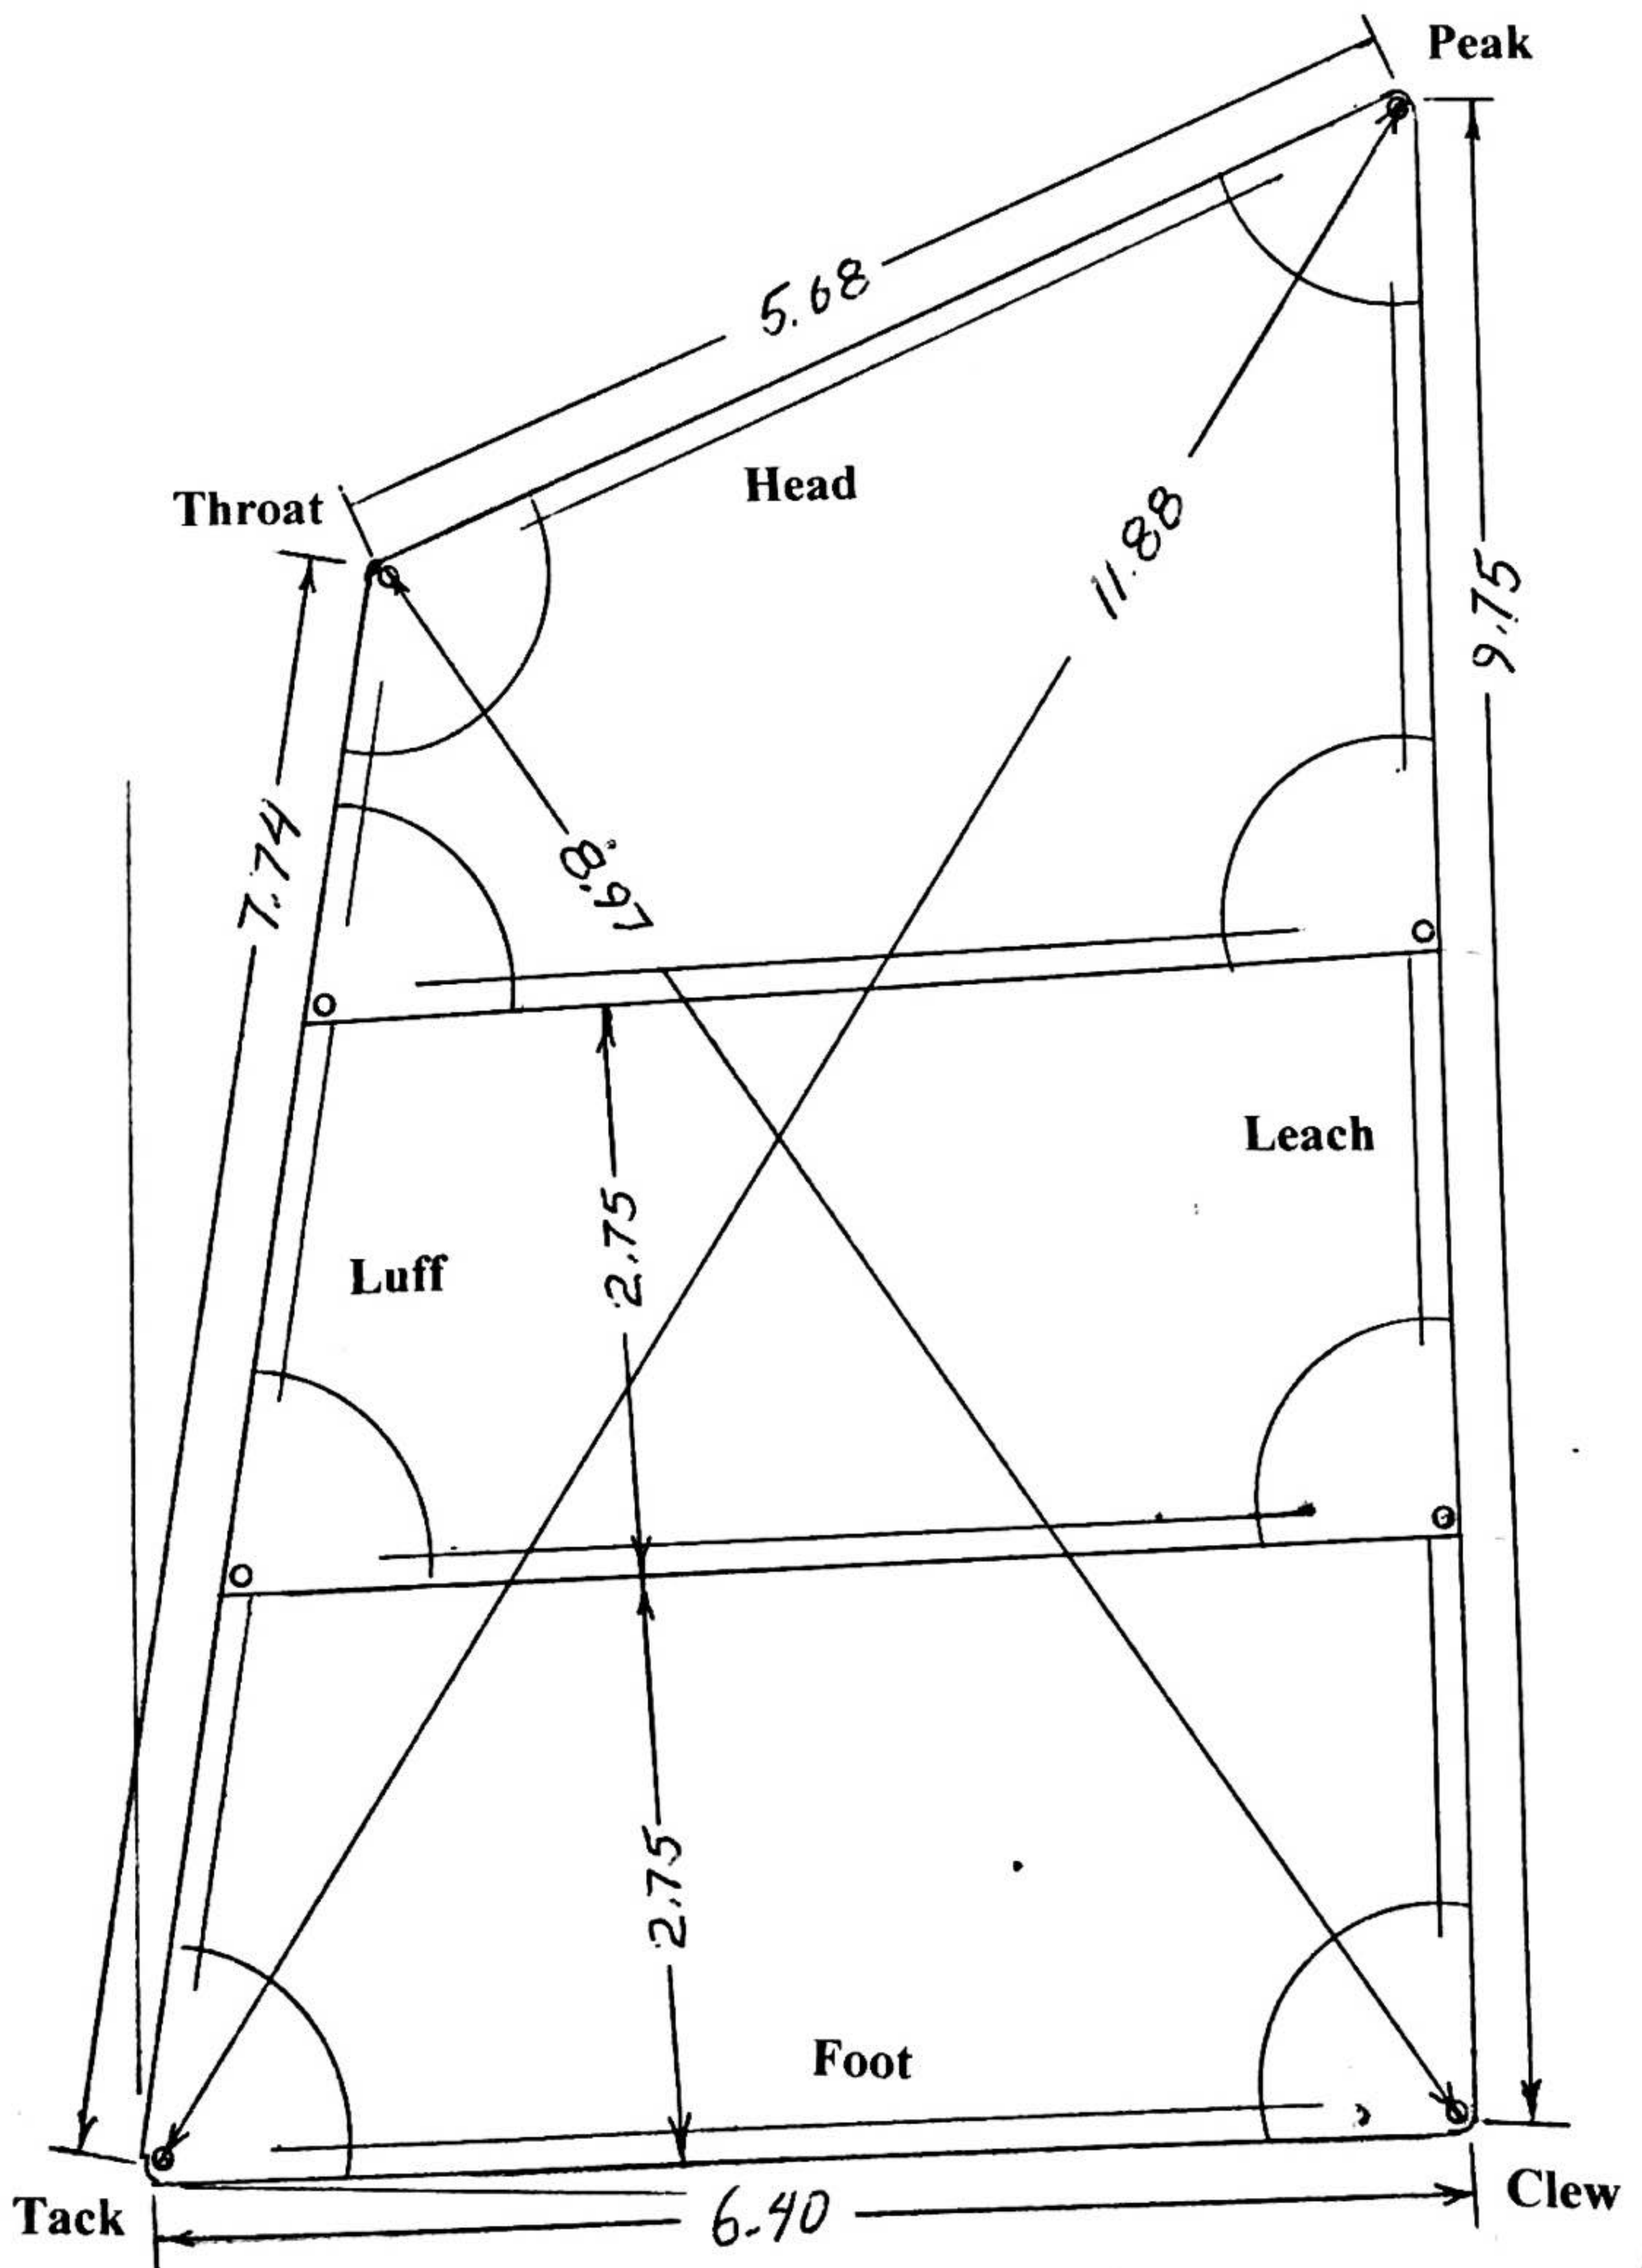 Peak
5.68
Throat
Head
11.88
9.75
7.74
8.97
Leach
2.75
Luff
2.75
Foot
Tack
6.40
Clew